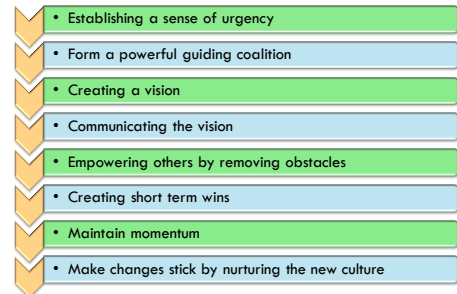 • Establishing a sense of urgency
• Form a powerful guiding coalition
• Creating a vision
• Communicating the vision
• Empowering others by removing obstacles
• Creating short term wins
• Maintain momentum
• Make changes stick by nurturing the new culture